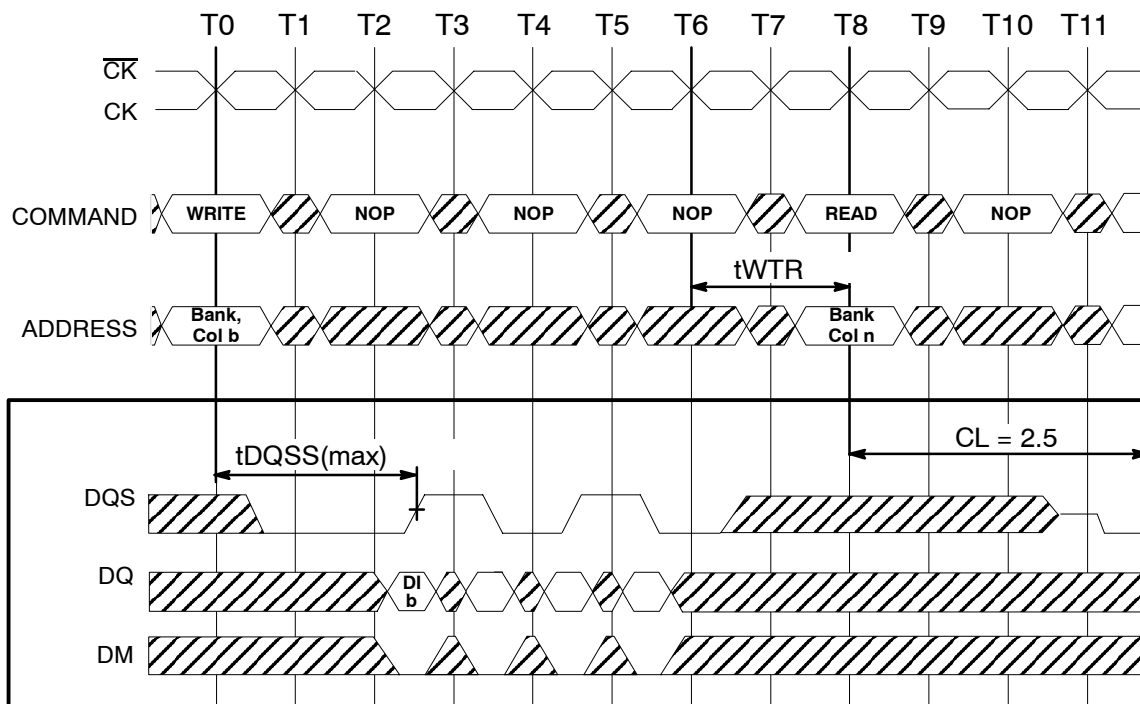 T0 T1 T2 T3 T4 T5 T6 T7 T8 T9 T10 T11
CK
CK
COMMAND WRITE NOP NOP NOP READ NOP
tWTR
ADDRESS Bank, Col b Bank Col n
tDQSS(max) CL = 2.5
DQS
DQ DI b
DM